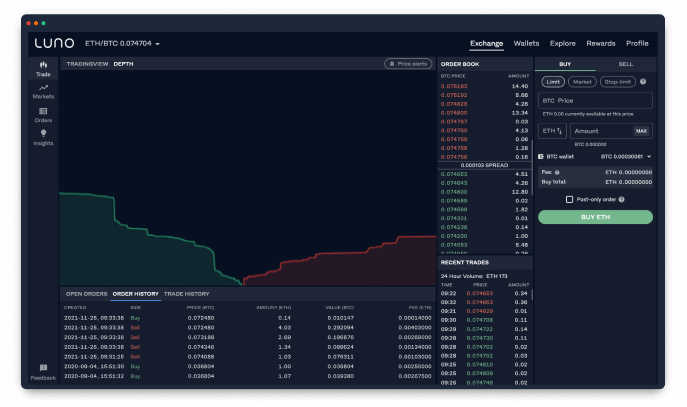 LUNO ETH/BTC 0.074704 Exchange Wallets Explore Rewards Profile
Trade
Markets
Orders
Insights
Feedback
TRADINGVIEW DEPTH Price alerts
OPEN ORDERS ORDER HISTORY TRADE HISTORY
CREATED SIDE PRICE (BTC) AMOUNT (ETH) VALUE (BTC) FEE (ETH)
2021-11-25, 09:33:38 Buy 0.072480 0.14 0.010147 0.00014000
2021-11-25, 09:33:38 Sell 0.072480 4.03 0.292094 0.00403000
2021-11-25, 09:33:38 Sell 0.073188 2.69 0.196876 0.00269000
2021-11-25, 09:33:38 Sell 0.074346 1.34 0.099624 0.00134000
2021-11-25, 09:31:26 Sell 0.074088 1.03 0.076311 0.00103000
2020-09-04, 15:51:39 Buy 0.036804 1.00 0.036804 0.00250000
2020-09-04, 15:51:32 Buy 0.036804 1.07 0.039380 0.00267500
ORDER BOOK
BTC PRICE AMOUNT
0.075193 14.40
0.075192 5.66
0.074828 4.26
0.074800 13.34
0.074767 0.03
0.074760 4.13
0.074759 0.06
0.074758 1.28
0.074756 0.16
0.000103 SPREAD
0.074653 4.51
0.074643 4.26
0.074600 12.80
0.074589 0.02
0.074569 1.82
0.074321 0.01
0.074238 0.14
0.074200 1.00
0.074053 5.48
RECENT TRADES
24 Hour Volume: ETH 173
TIME PRICE AMOUNT
09:32 0.074653 0.34
09:32 0.074653 0.36
09:31 0.074629 0.01
09:30 0.074708 0.11
09:29 0.074722 0.14
09:28 0.074730 0.11
09:28 0.074702 0.02
09:28 0.074702 0.03
09:25 0.074810 0.02
09:25 0.074809 0.02
09:25 0.074746 0.02
BUY SELL
Limit Market Stop-limit
BTC Price
ETH 0.00 currently available at this price
ETH Amount MAX
BTC 0.000000
BTC wallet BTC 0.00030061
Fee: ETH 0.00000000
Buy total: ETH 0.00000000
Post-only order
BUY ETH